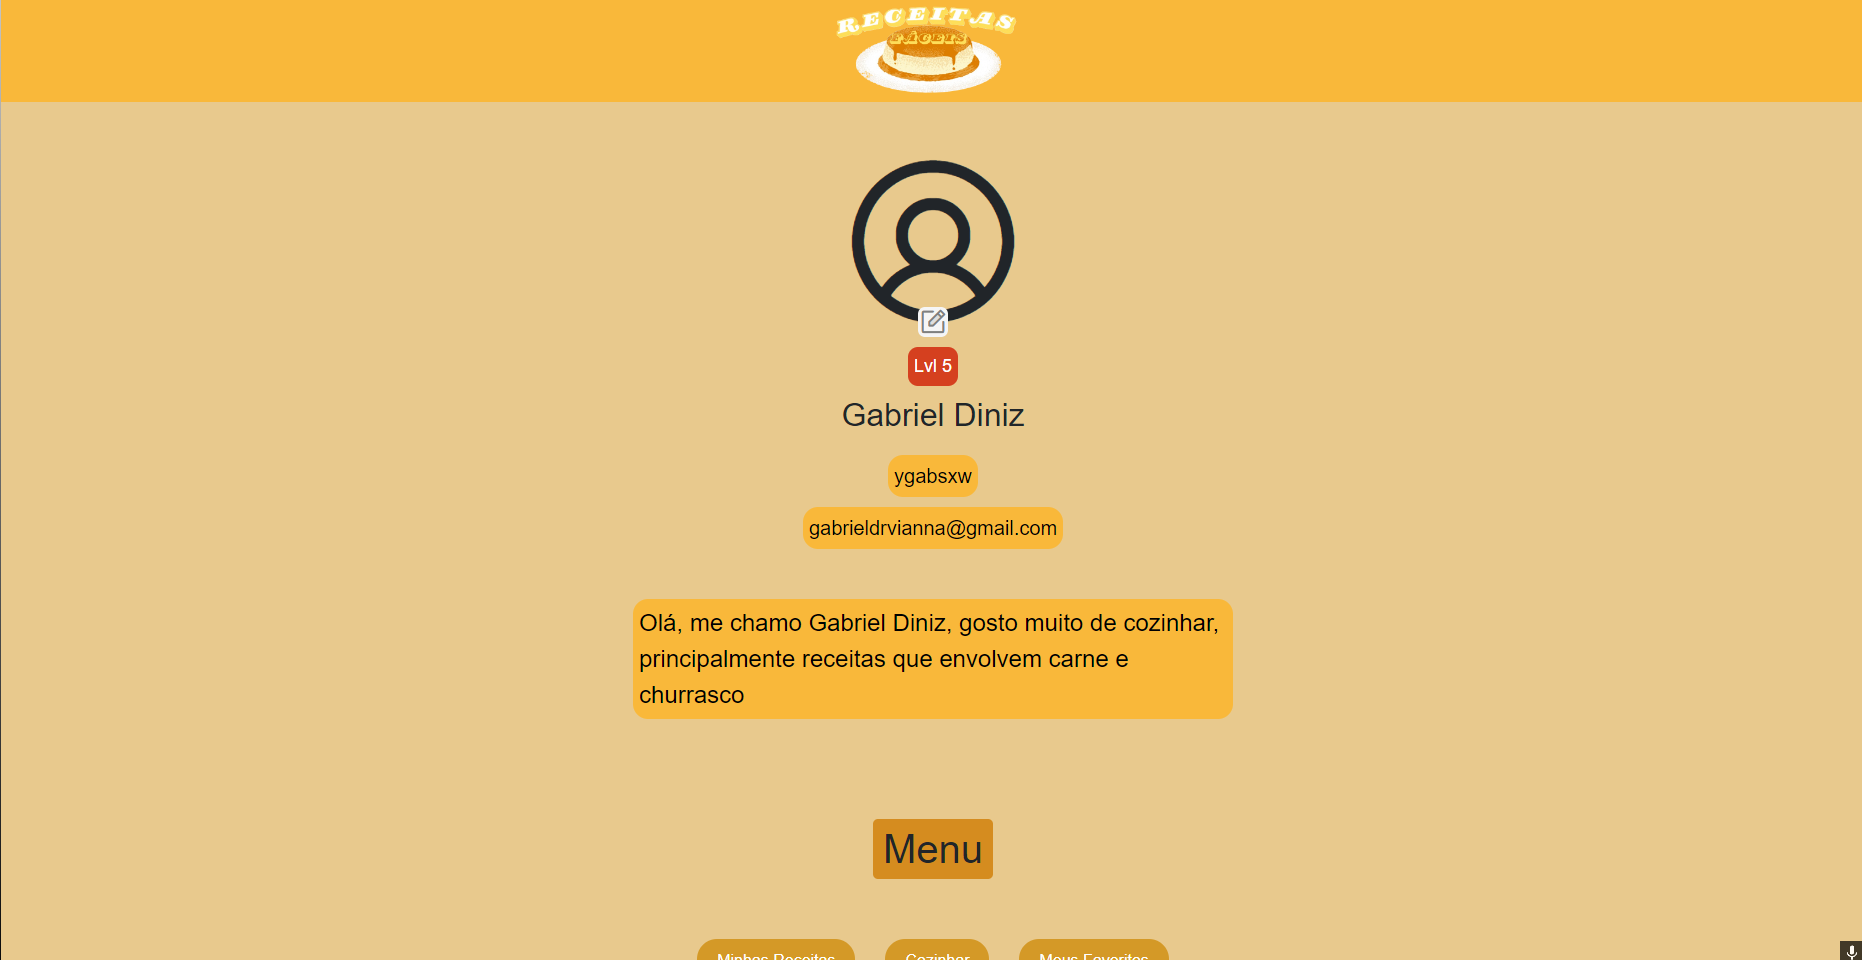 RECEITAS
FÁCEIS
Lvl 5
Gabriel Diniz
ygabsxw
gabrieldrvianna@gmail.com
Olá, me chamo Gabriel Diniz, gosto muito de cozinhar,
principalmente receitas que envolvem carne e
churrasco
Menu
Minhas Receitas Cozinhar Meus Favoritos